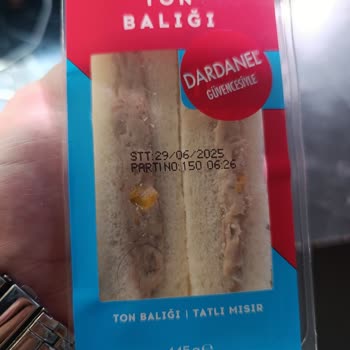 TON
BALIĞI
DARDANEL
GÜVENCESİYLE
STT:29/06/2025
PARTI NO:150 06:26
TON BALIĞI | TATLI MISIR